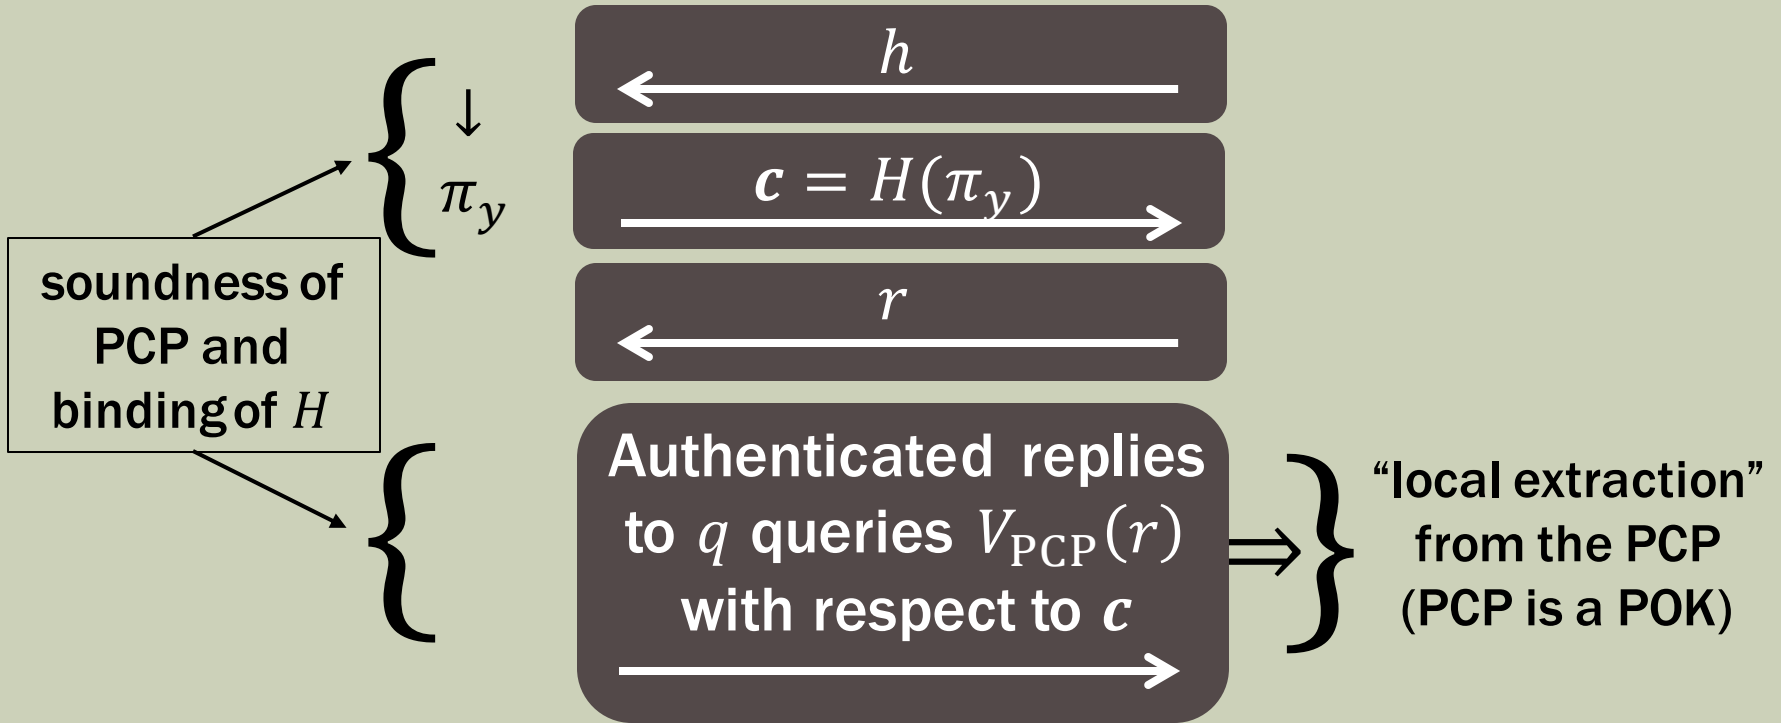 h
↓
π_y
c = H(π_y)
soundness of
PCP and
binding of H
r
Authenticated replies
to q queries V_PCP(r)
with respect to c
⇒
“local extraction”
from the PCP
(PCP is a POK)